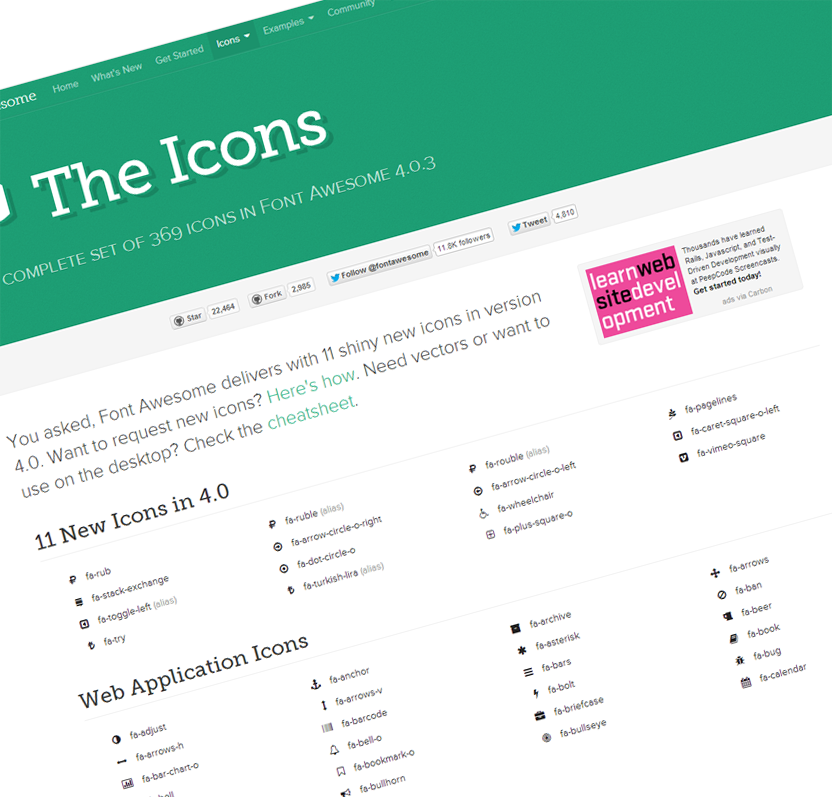 Home What's New Get Started Icons Examples Community
The Icons
COMPLETE SET OF 369 ICONS IN FONT AWESOME 4.0.3
Star 22,464 Fork 2,985 Follow @fontawesome 11.8K followers Tweet 4,810
learnweb
sitedevel
opment
Thousands have learned
Rails, Javascript, and Test-
Driven Development visually
at PeepCode Screencasts.
Get started today!
ads via Carbon
You asked, Font Awesome delivers with 11 shiny new icons in version
4.0. Want to request new icons? Here's how. Need vectors or want to
use on the desktop? Check the cheatsheet.
11 New Icons in 4.0
fa-rub
fa-stack-exchange
fa-toggle-left (alias)
fa-try
fa-ruble (alias)
fa-arrow-circle-o-right
fa-dot-circle-o
fa-turkish-lira (alias)
fa-rouble (alias)
fa-arrow-circle-o-left
fa-wheelchair
fa-plus-square-o
fa-pagelines
fa-caret-square-o-left
fa-vimeo-square
Web Application Icons
fa-adjust
fa-arrows-h
fa-bar-chart-o
fa-anchor
fa-arrows-v
fa-barcode
fa-bell-o
fa-bookmark-o
fa-bullhorn
fa-archive
fa-asterisk
fa-bars
fa-bolt
fa-briefcase
fa-bullseye
fa-arrows
fa-ban
fa-beer
fa-book
fa-bug
fa-calendar